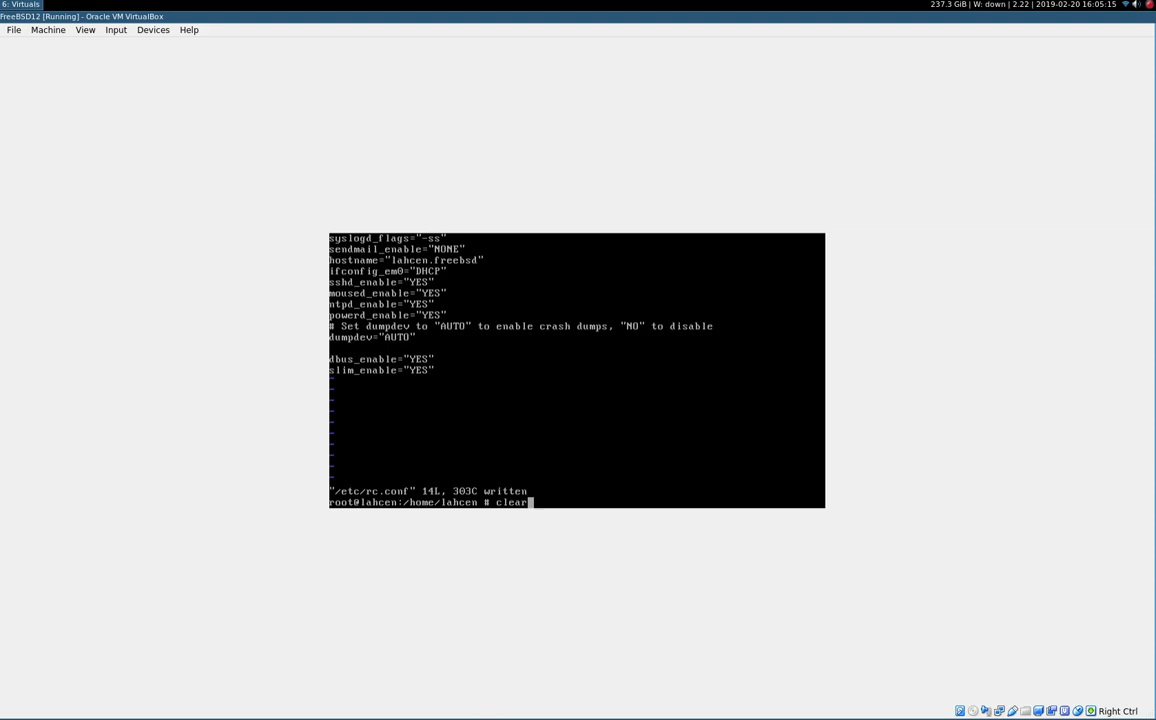 6: Virtuals
237.3 GiB | W: down | 2.22 | 2019-02-20 16:05:15
FreeBSD12 [Running] - Oracle VM VirtualBox
File Machine View Input Devices Help
syslogd_flags="-ss"
sendmail_enable="NONE"
hostname="lahcen.freebsd"
ifconfig_em0="DHCP"
sshd_enable="YES"
moused_enable="YES"
ntpd_enable="YES"
powerd_enable="YES"
# Set dumpdev to "AUTO" to enable crash dumps, "NO" to disable
dumpdev="AUTO"
dbus_enable="YES"
slim_enable="YES"
~
~
~
~
~
~
~
~
~
~
"/etc/rc.conf" 14L, 303C written
root@lahcen:/home/lahcen # clear
Right Ctrl